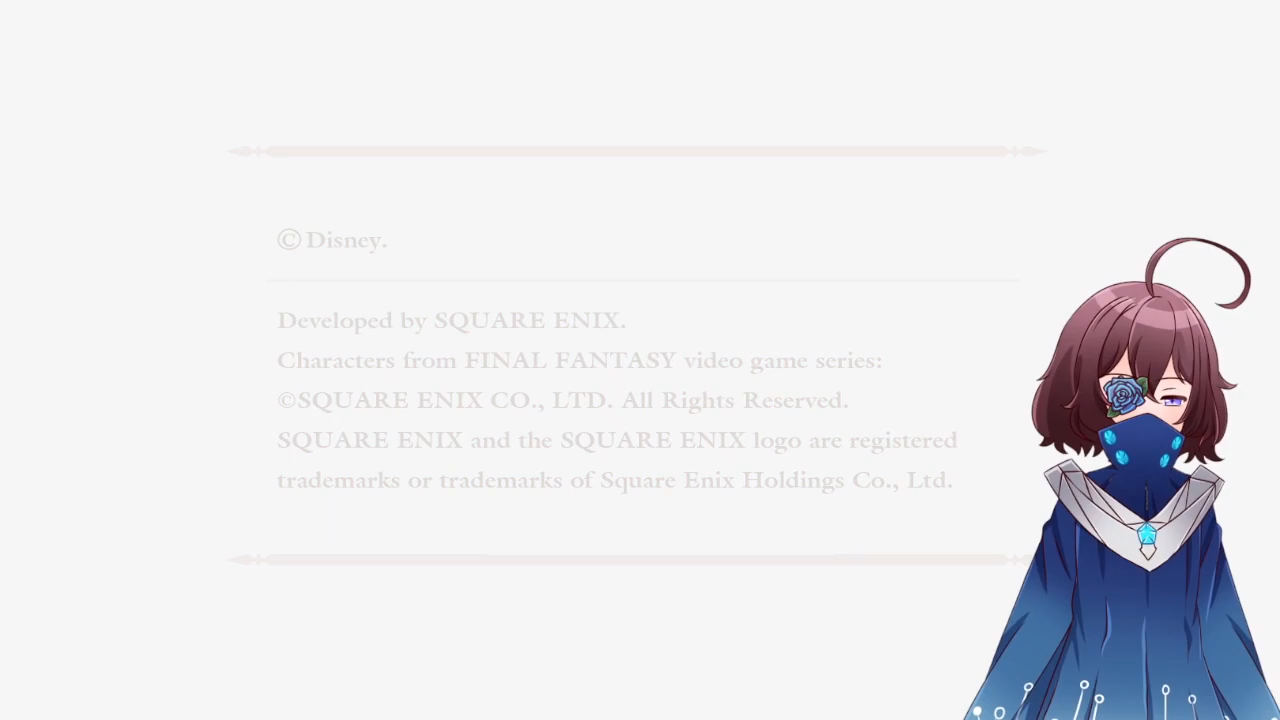 © Disney.
Developed by SQUARE ENIX.
Characters from FINAL FANTASY video game series:
©SQUARE ENIX CO., LTD. All Rights Reserved.
SQUARE ENIX and the SQUARE ENIX logo are registered
trademarks or trademarks of Square Enix Holdings Co., Ltd.